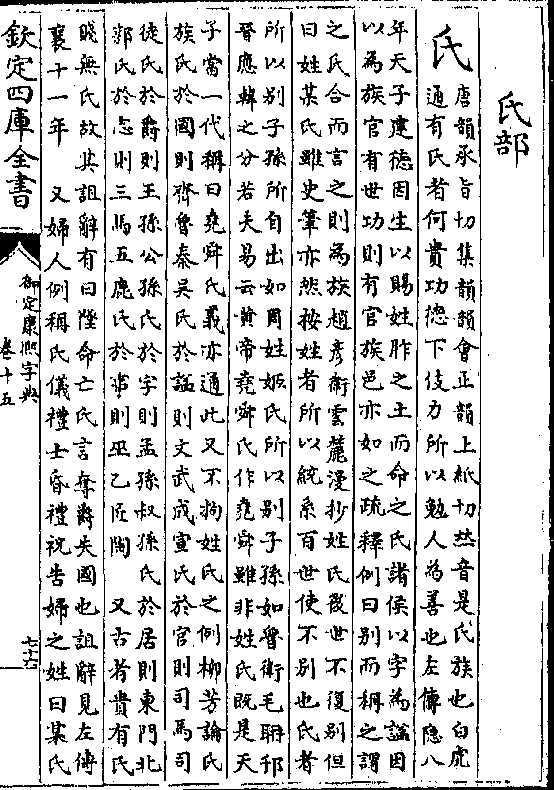 氏部
氏
唐韻承旨切集韻韻會正韻上紙切𠀤音是氏族也白虎
通有氏者何貴功德下伎力所以勉人為善也左傳隱八
年天子建德因生以賜姓胙之土而命之氏諸侯以字為諡因
以為族官有世功則有官族邑亦如之疏釋例曰別而稱之謂
之氏合而言之則為族趙彦衛雲麓漫抄姓氏後世不復別但
曰姓某氏雖史筆亦然按姓者所以統系百世使不別也氏者
所以別子孫所自出如周姓姬氏所以別子孫如魯衛毛聃邘
晉應韓之分若夫易云黄帝堯舜氏作堯舜雖非姓氏既是天
子當一代稱曰堯舜氏義亦通此又不拘姓氏之例柳芳論氏
族氏於國則齊魯秦吳氏於諡則文武成宣氏於官則司馬司
徒氏於爵則王孫公孫氏於字則孟孫叔孫氏於居則東門北
郭氏於志則三烏五鹿氏於事則巫乙匠陶 又古者貴有氏
賤無氏故其詛辭有曰墜命亡氏言奪爵失國也詛辭見左傳
襄十一年 又婦人例稱氏儀禮士昏禮祝告婦之姓曰某氏
欽定四庫全書
御定康熙字典
卷十五
七十六